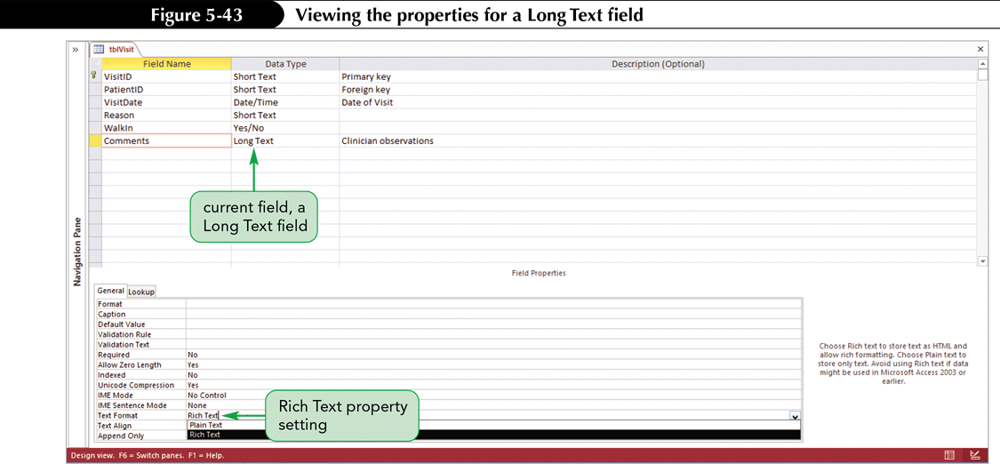 Figure 5-43 Viewing the properties for a Long Text field
» tblVisit ×
Field Name Data Type Description (Optional)
VisitID Short Text Primary key
PatientID Short Text Foreign key
VisitDate Date/Time Date of Visit
Reason Short Text
WalkIn Yes/No
Comments Long Text Clinician observations
current field, a
Long Text field
Navigation Pane
Field Properties
General Lookup
Format
Caption
Default Value
Validation Rule
Validation Text
Required No
Allow Zero Length Yes
Indexed No
Unicode Compression Yes
IME Mode No Control
IME Sentence Mode None
Text Format Rich Text
Text Align Plain Text
Append Only Rich Text
Rich Text property
setting
Choose Rich text to store text as HTML and
allow rich formatting. Choose Plain text to
store only text. Avoid using Rich text if data
might be used in Microsoft Access 2003 or
earlier.
Design view. F6 = Switch panes. F1 = Help.